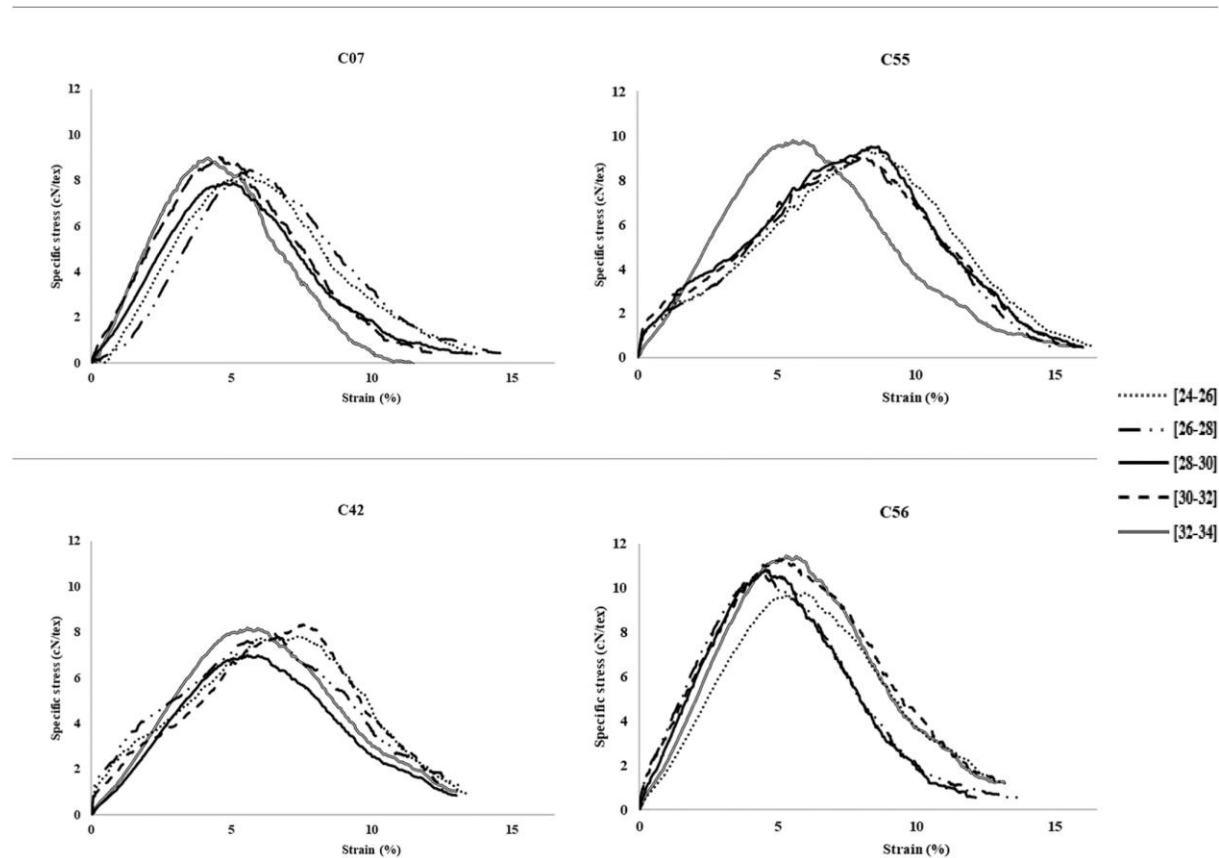 C07
Specific stress (cN/tex)
12
10
8
6
4
2
0
0 5 10 15
Strain (%)
C55
Specific stress (cN/tex)
12
10
8
6
4
2
0
0 5 10 15
Strain (%)
[24-26]
[26-28]
[28-30]
[30-32]
[32-34]
C42
Specific stress (cN/tex)
12
10
8
6
4
2
0
0 5 10 15
Strain (%)
C56
Specific stress (cN/tex)
12
10
8
6
4
2
0
0 5 10 15
Strain (%)